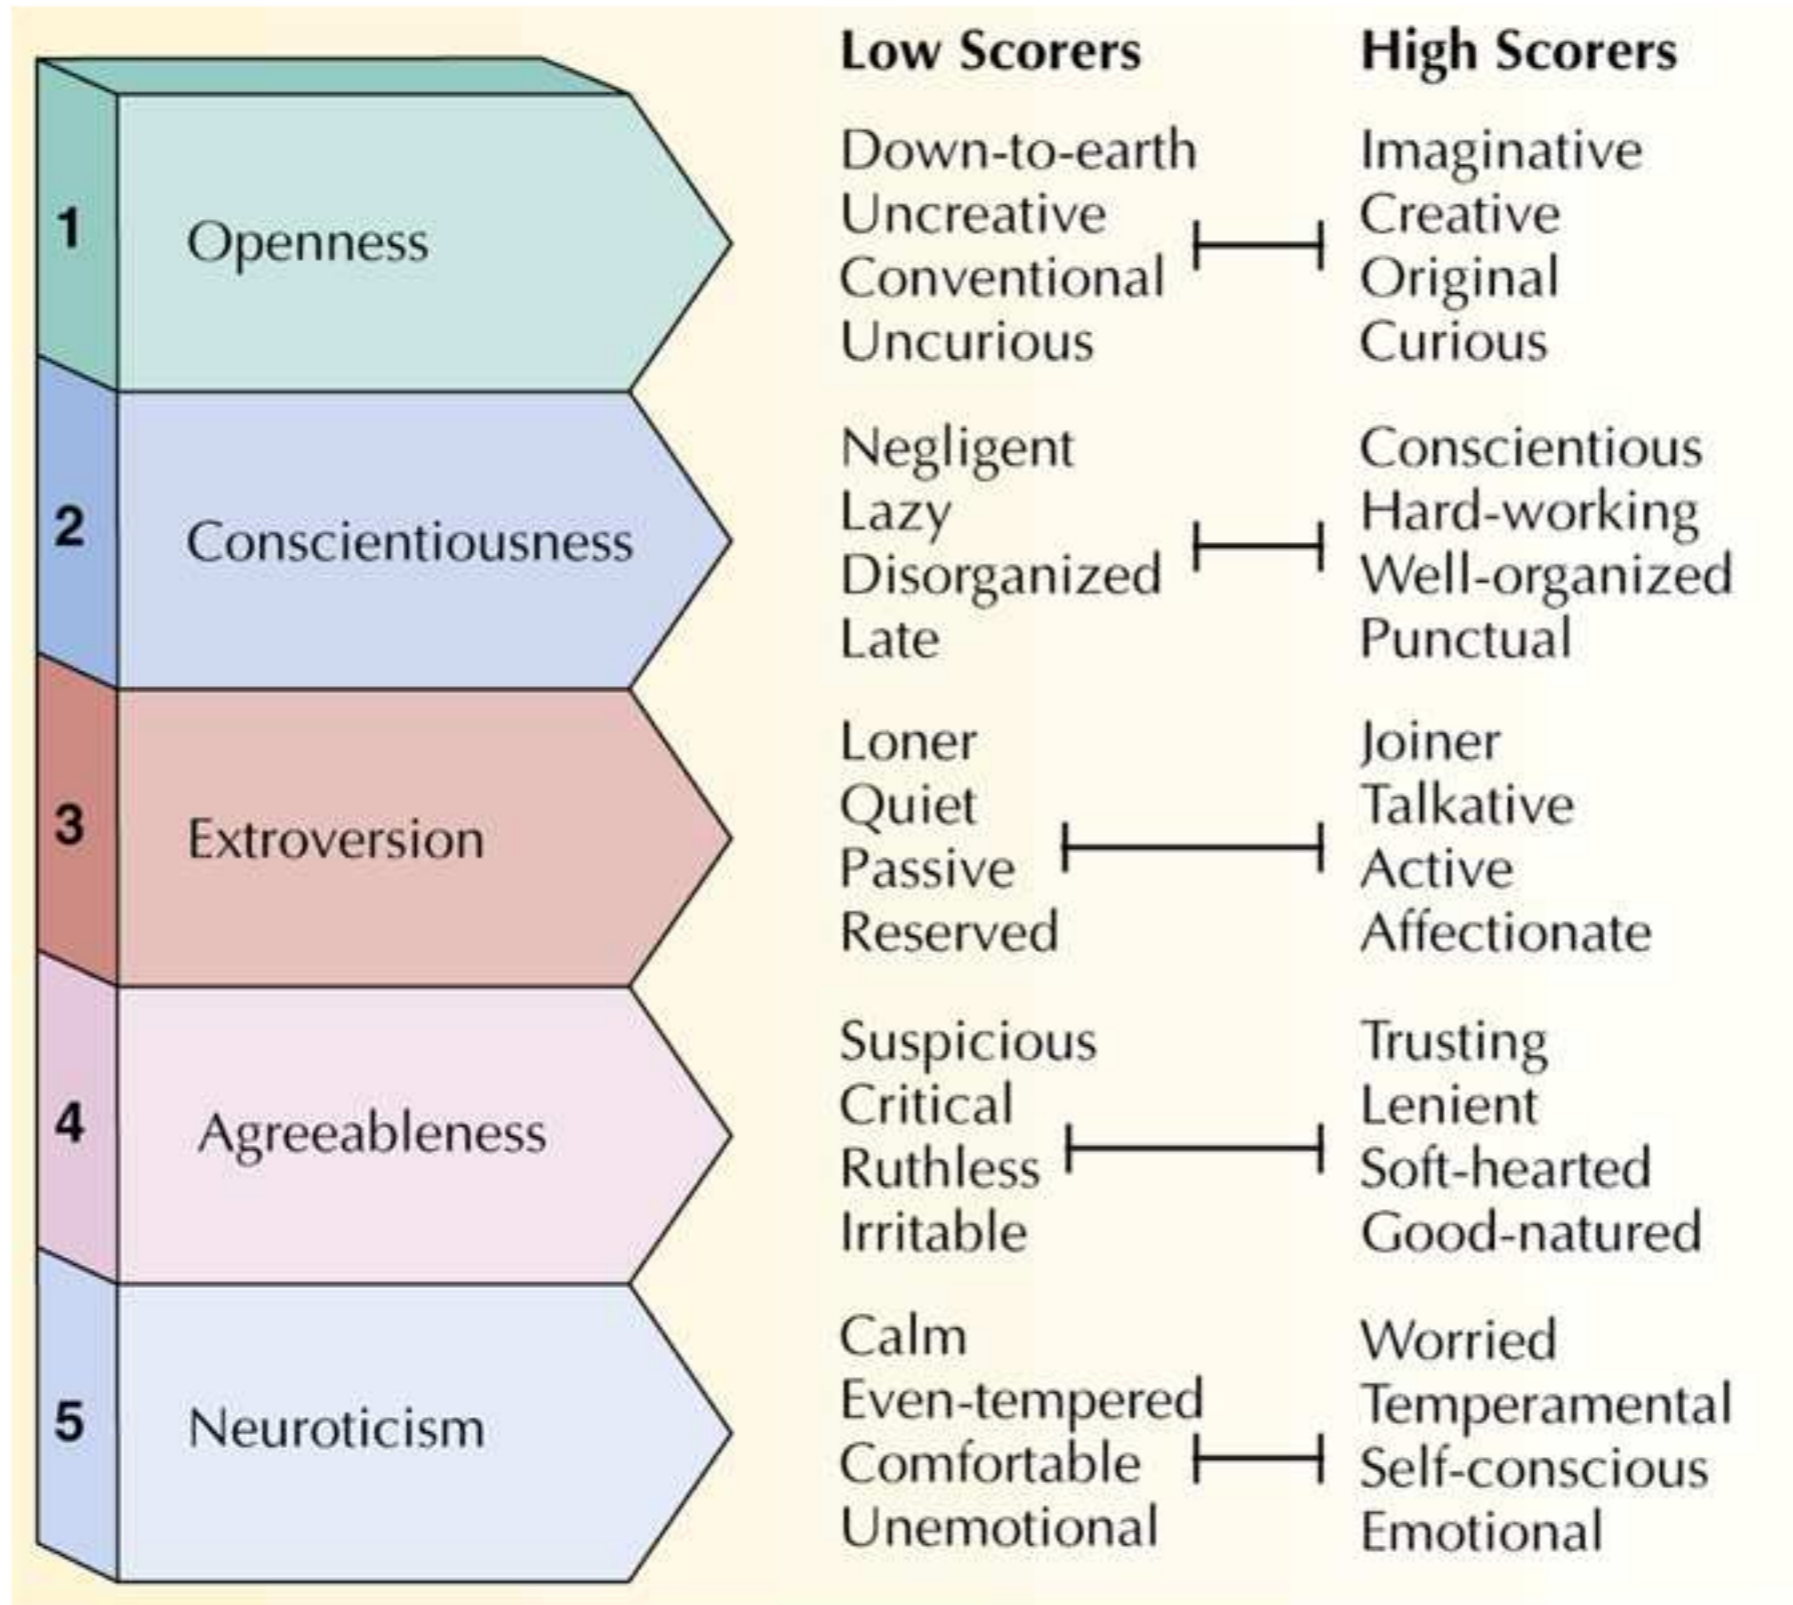 Low Scorers High Scorers
1 Openness
Down-to-earth Imaginative
Uncreative Creative
Conventional Original
Uncurious Curious
2 Conscientiousness
Negligent Conscientious
Lazy Hard-working
Disorganized Well-organized
Late Punctual
3 Extroversion
Loner Joiner
Quiet Talkative
Passive Active
Reserved Affectionate
4 Agreeableness
Suspicious Trusting
Critical Lenient
Ruthless Soft-hearted
Irritable Good-natured
5 Neuroticism
Calm Worried
Even-tempered Temperamental
Comfortable Self-conscious
Unemotional Emotional